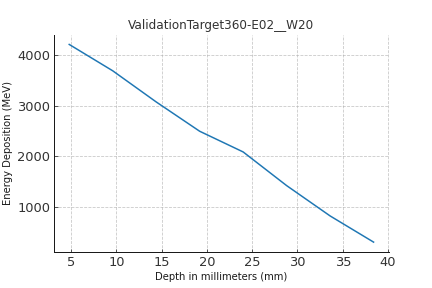 ValidationTarget360-E02__W20
Energy Deposition (MeV)
4000
3000
2000
1000
5 10 15 20 25 30 35 40
Depth in millimeters (mm)